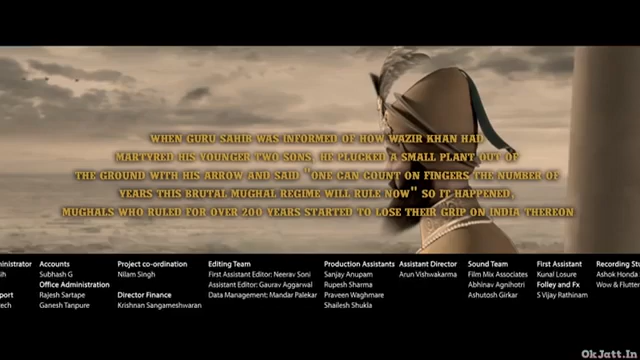 WHEN GURU SAHIB WAS INFORMED OF HOW WAZIR KHAN HAD
MARTYRED HIS YOUNGER TWO SONS, HE PLUCKED A SMALL PLANT OUT OF
THE GROUND WITH HIS ARROW AND SAID "ONE CAN COUNT ON FINGERS THE NUMBER OF
YEARS THIS BRUTAL MUGHAL REGIME WILL RULE NOW" SO IT HAPPENED,
MUGHALS WHO RULED FOR OVER 200 YEARS STARTED TO LOSE THEIR GRIP ON INDIA THEREON
Accounts
Subhash G
Office Administration
Rajesh Sartape
Ganesh Tanpure
Project co-ordination
Nilam Singh
Director Finance
Krishnan Sangameshwaran
Editing Team
First Assistant Editor: Neerav Soni
Assistant Editor: Gaurav Aggarwal
Data Management: Mandar Palekar
Production Assistants
Sanjay Anupam
Rupesh Sharma
Praveen Waghmare
Shailesh Shukla
Assistant Director
Arun Vishwakarma
Sound Team
Film Mix Associates
Abhinav Agnihotri
Ashutosh Girkar
First Assistant
Kunal Losure
Folley and Fx
S Vijay Rathinam
Recording Stu
Ashok Honda
Wow & Flutter
OkJatt.In